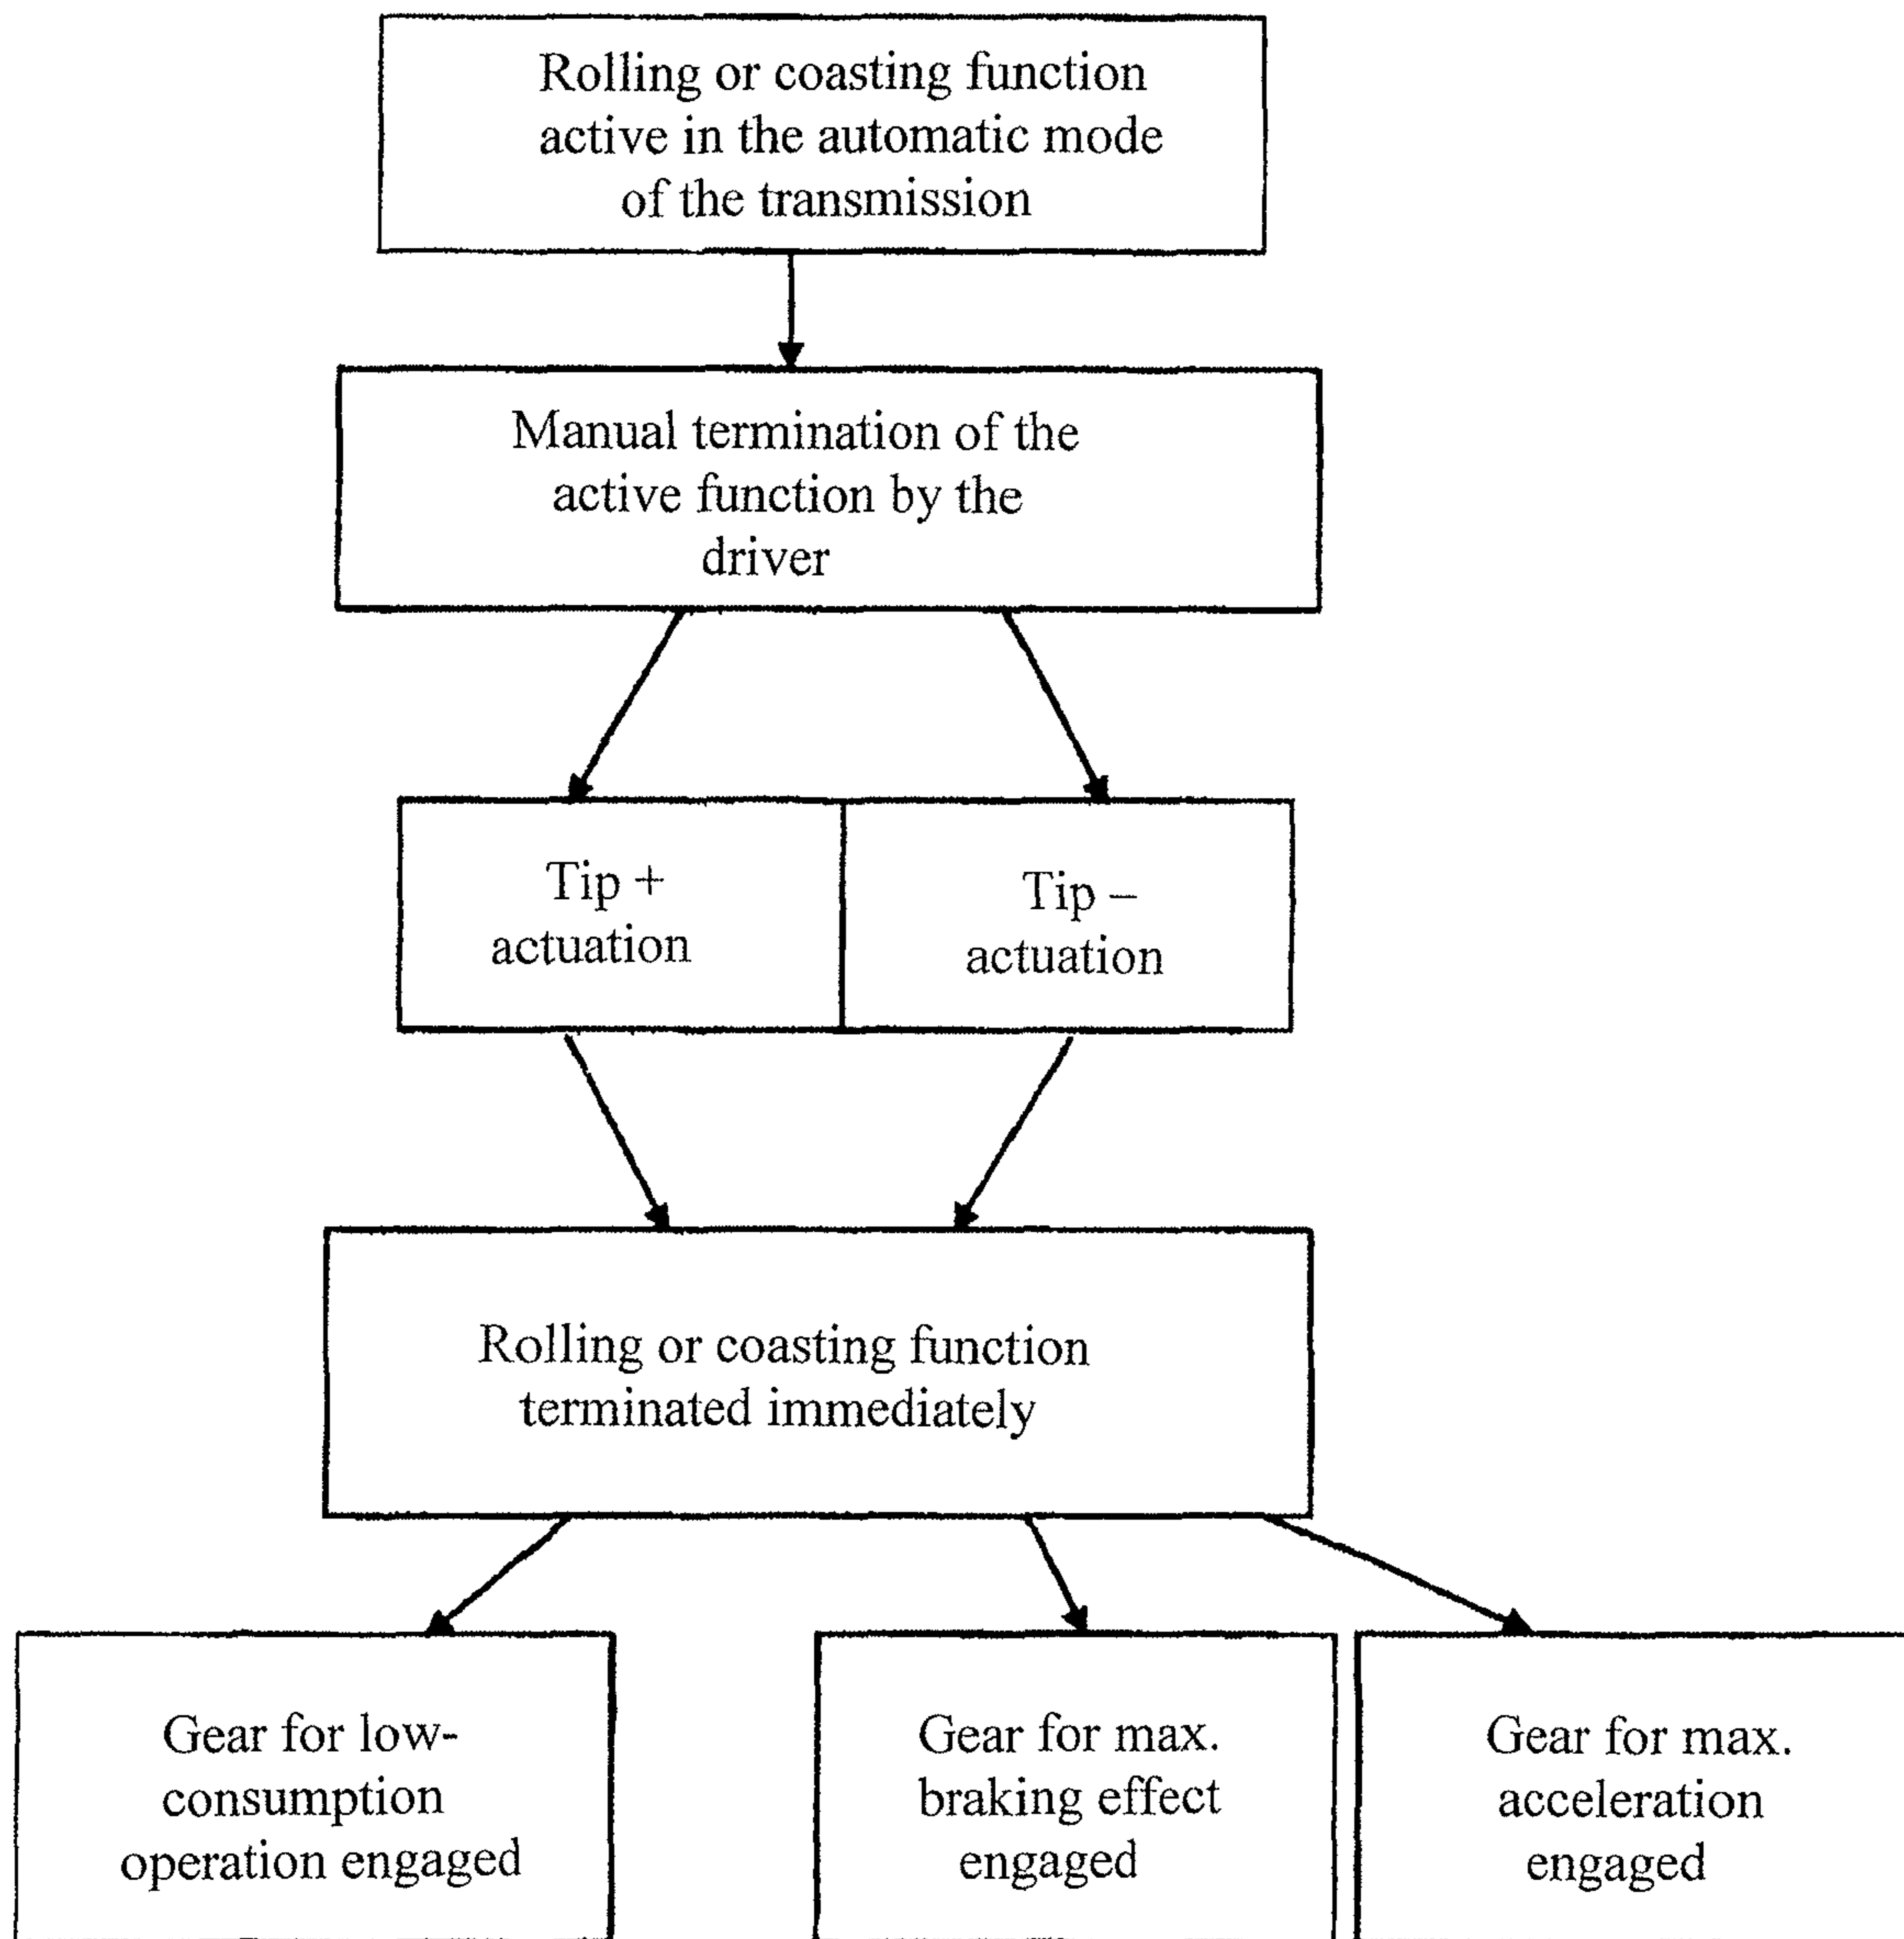 Rolling or coasting function
active in the automatic mode
of the transmission
Manual termination of the
active function by the
driver
Tip +
actuation
Tip –
actuation
Rolling or coasting function
terminated immediately
Gear for low-
consumption
operation engaged
Gear for max.
braking effect
engaged
Gear for max.
acceleration
engaged